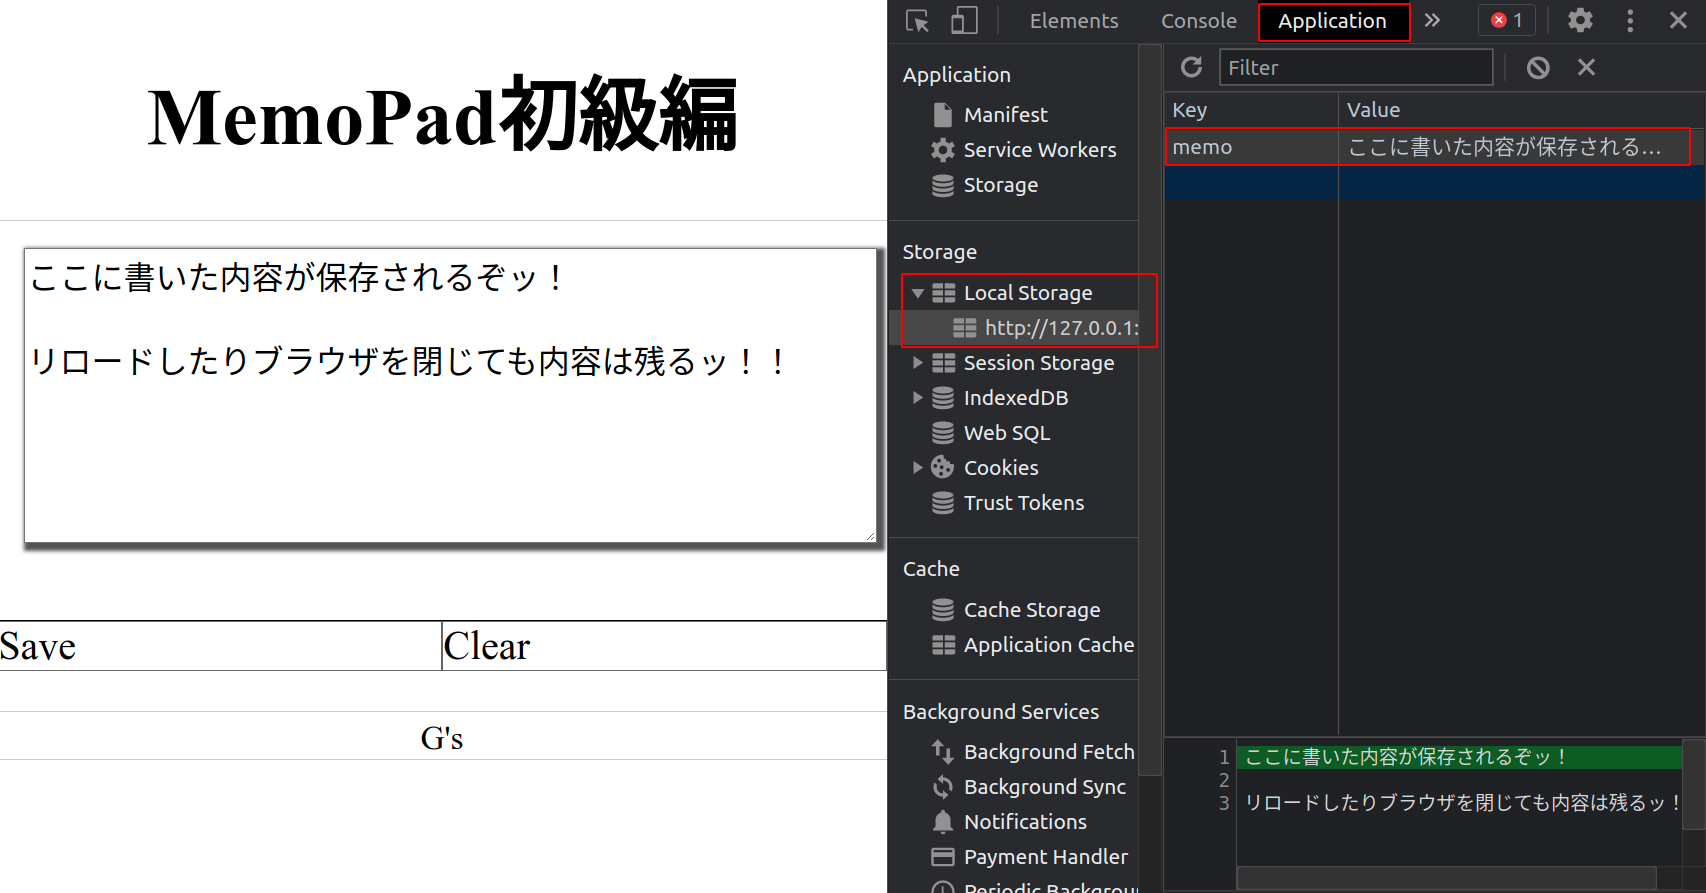 MemoPad初級編
ここに書いた内容が保存されるぞッ！
リロードしたりブラウザを閉じても内容は残るッ！！
Save
Clear
G's
Elements
Console
Application
1
Application
Manifest
Service Workers
Storage
Storage
Local Storage
http://127.0.0.1:
Session Storage
IndexedDB
Web SQL
Cookies
Trust Tokens
Cache
Cache Storage
Application Cache
Background Services
Background Fetch
Background Sync
Notifications
Payment Handler
Periodic Backgrou
Filter
Key Value
memo ここに書いた内容が保存される…
1 ここに書いた内容が保存されるぞッ！
2
3 リロードしたりブラウザを閉じても内容は残るッ！